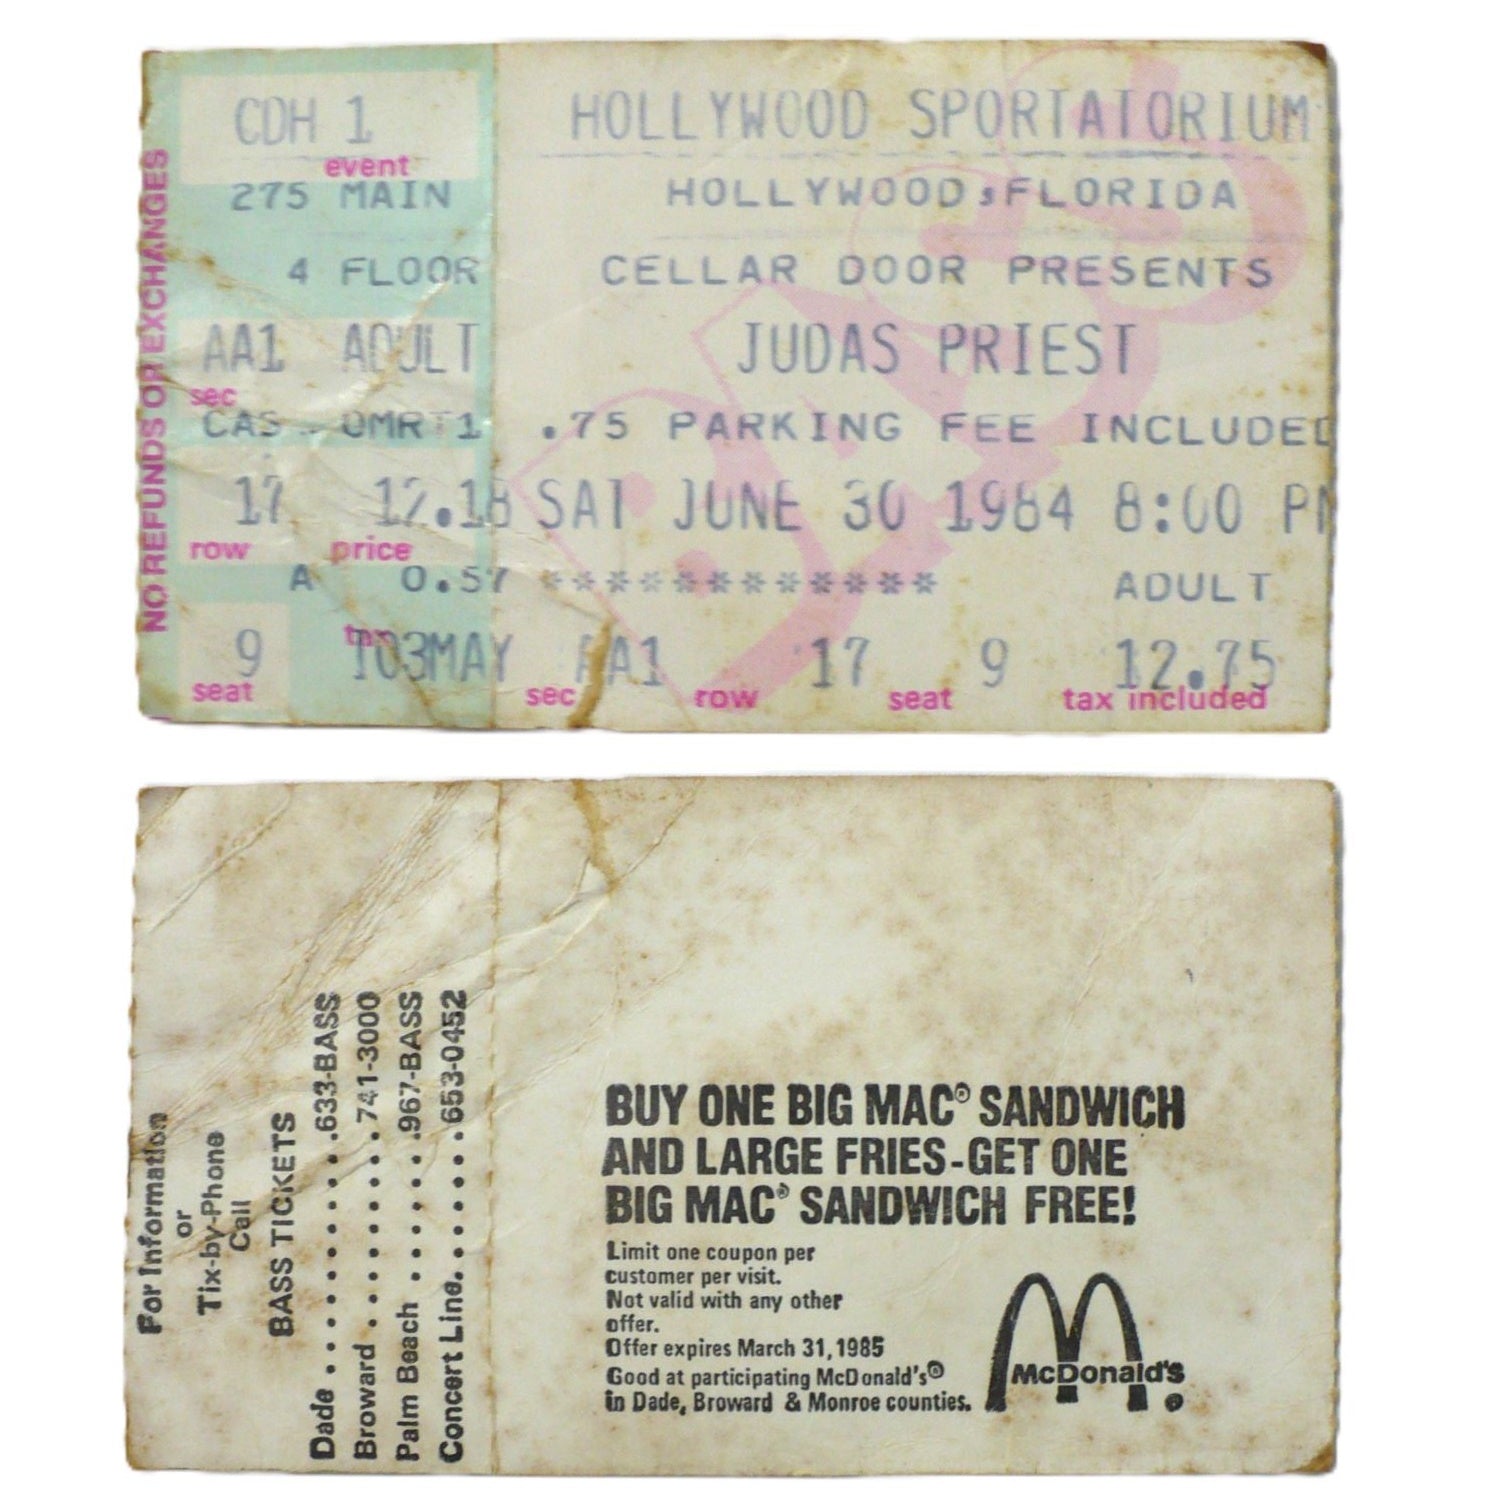 NO REFUNDS OR EXCHANGES
CDH 1
event
275 MAIN
4 FLOOR
AA1 ADULT
sec
CAS OMRT1
17 12.18
row price
A 0.57
tax
9 103MAY
seat
HOLLYWOOD SPORTATORIUM
HOLLYWOOD, FLORIDA
CELLAR DOOR PRESENTS
JUDAS PRIEST
.75 PARKING FEE INCLUDED
SAT JUNE 30 1984 8:00 PM
************ ADULT
AA1 17 9 12.75
sec row seat tax included
BASS
For Information
or
Tix-by-Phone
Call
BASS TICKETS
Dade ........ .633-BASS
Broward ........ 741-3000
Palm Beach ..... .967-BASS
Concert Line....... 653-0452
BUY ONE BIG MAC® SANDWICH
AND LARGE FRIES-GET ONE
BIG MAC® SANDWICH FREE!
Limit one coupon per
customer per visit.
Not valid with any other
offer.
Offer expires March 31, 1985
Good at participating McDonald's®
in Dade, Broward & Monroe counties.
McDonald's